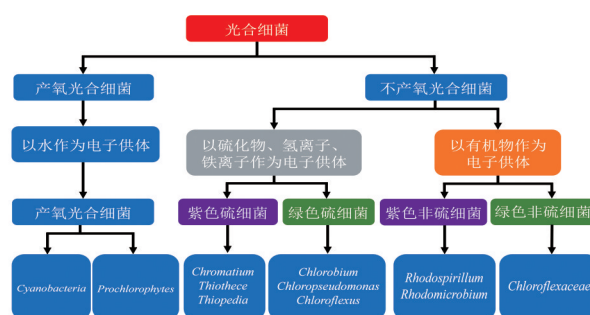 光合细菌
产氧光合细菌
不产氧光合细菌
以水作为电子供体
以硫化物、氢离子、
铁离子作为电子供体
以有机物作为
电子供体
产氧光合细菌
紫色硫细菌
绿色硫细菌
紫色非硫细菌
绿色非硫细菌
Cyanobacteria
Prochlorophytes
Chromatium
Thiothece
Thiopedia
Chlorobium
Chloropseudomonas
Chloroflexus
Rhodospirillum
Rhodomicrobium
Chloroflexaceae